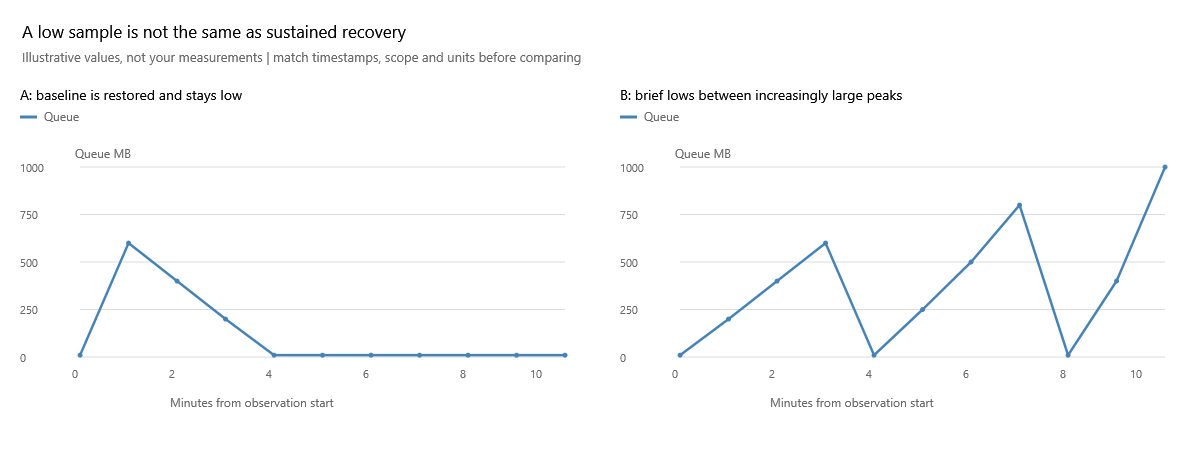 A low sample is not the same as sustained recovery
Illustrative values, not your measurements | match timestamps, scope and units before comparing
A: baseline is restored and stays low
Queue
Queue MB
1000
750
500
250
0
0 2 4 6 8 10
Minutes from observation start
B: brief lows between increasingly large peaks
Queue
Queue MB
1000
750
500
250
0
0 2 4 6 8 10
Minutes from observation start